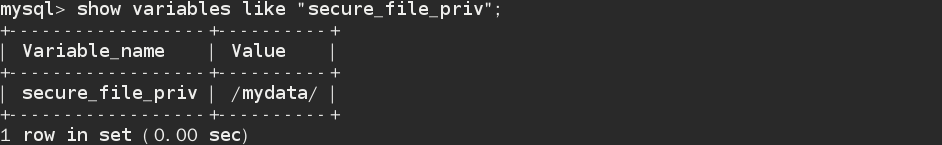 mysql> show variables like "secure_file_priv";
+------------------+----------+
| Variable_name    | Value    |
+------------------+----------+
| secure_file_priv | /mydata/ |
+------------------+----------+
1 row in set (0.00 sec)